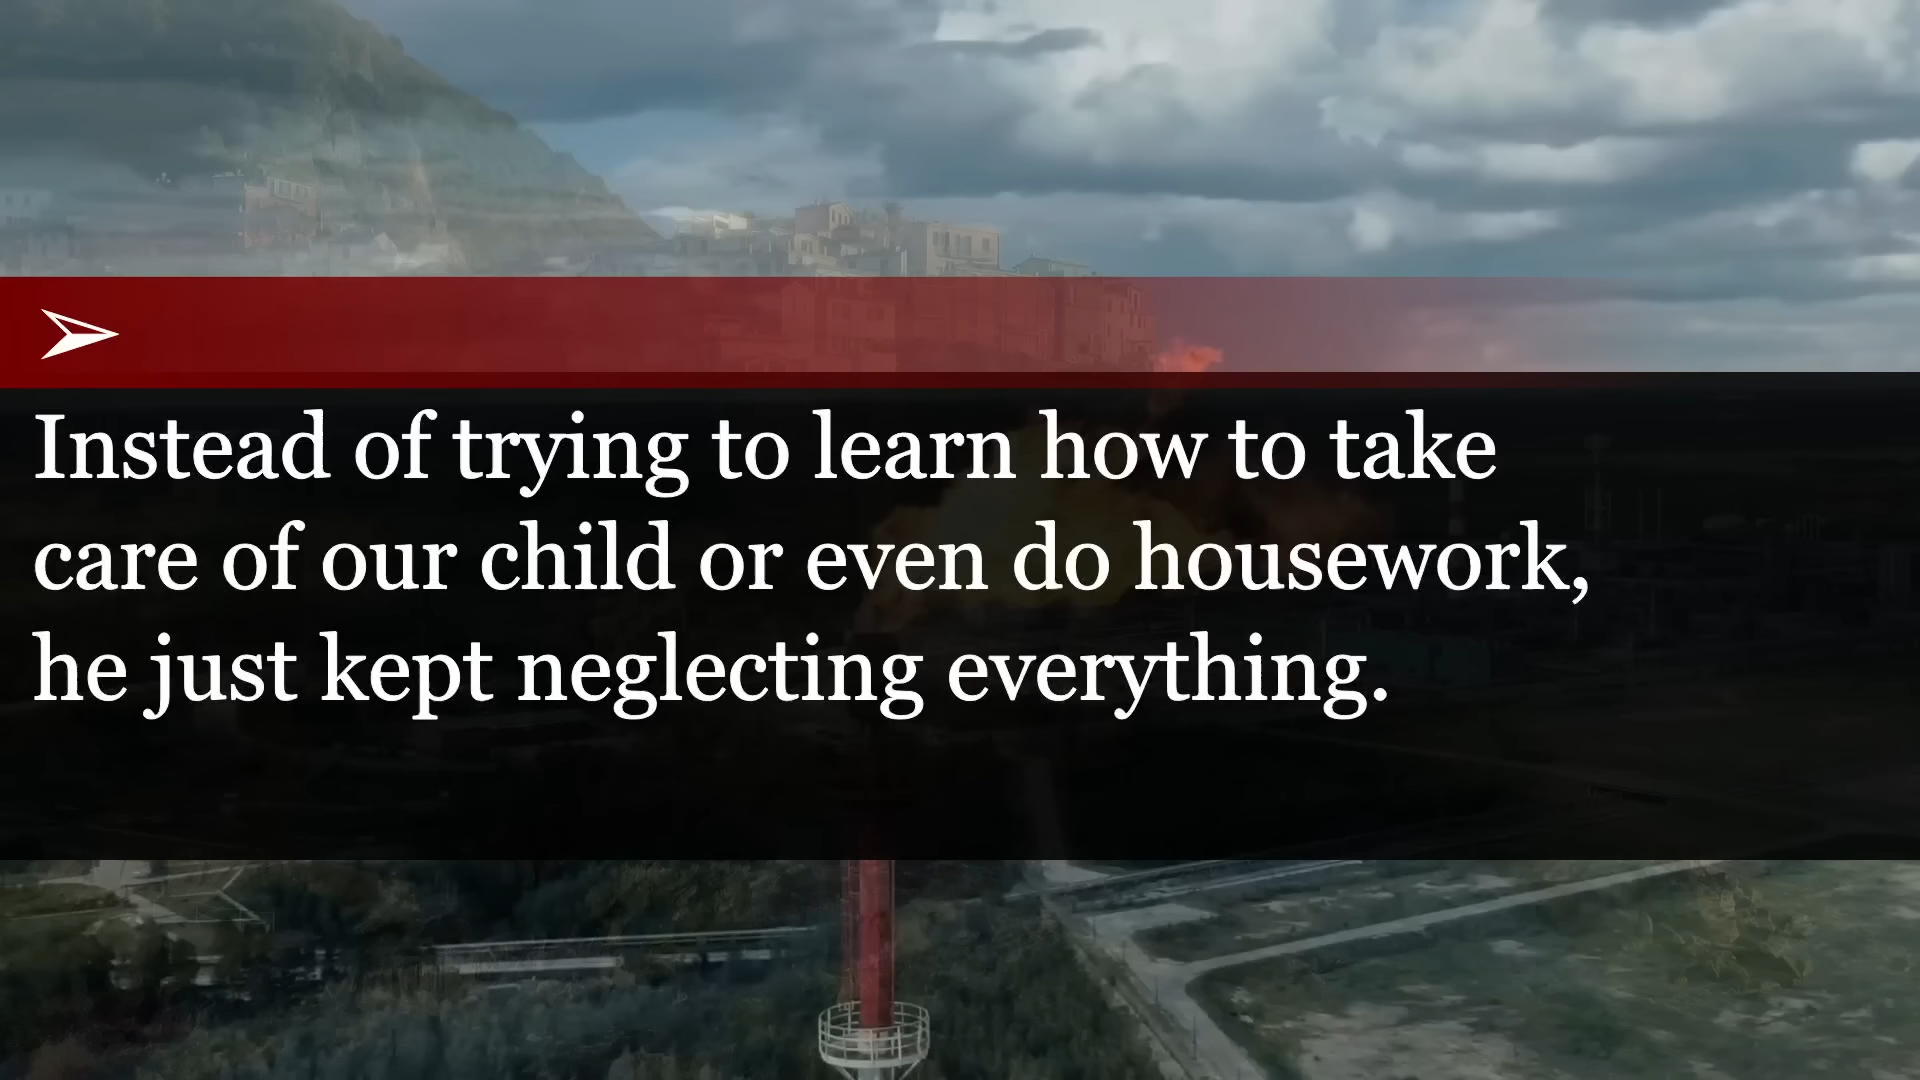 Instead of trying to learn how to take
care of our child or even do housework,
he just kept neglecting everything.